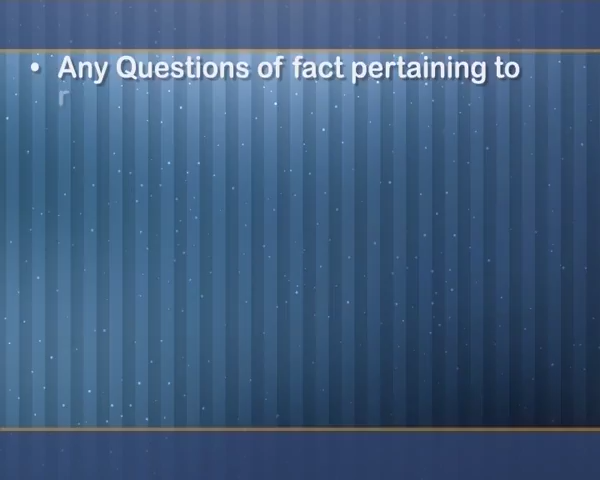 • Any Questions of fact pertaining to
r